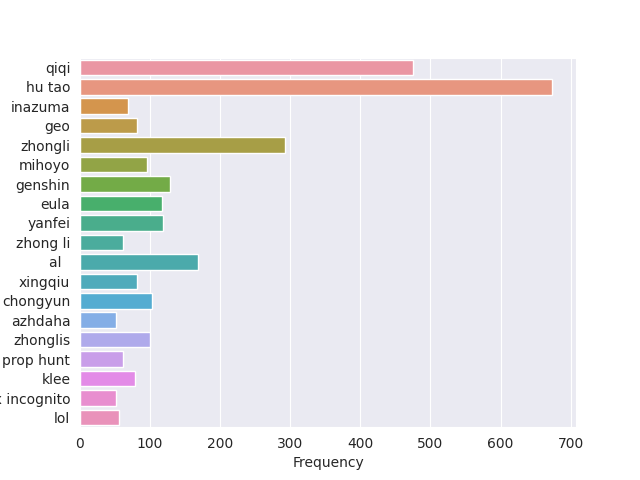 qiqi
hu tao
inazuma
geo
zhongli
mihoyo
genshin
eula
yanfei
zhong li
al
xingqiu
chongyun
azhdaha
zhonglis
prop hunt
klee
incognito
lol
0 100 200 300 400 500 600 700
Frequency